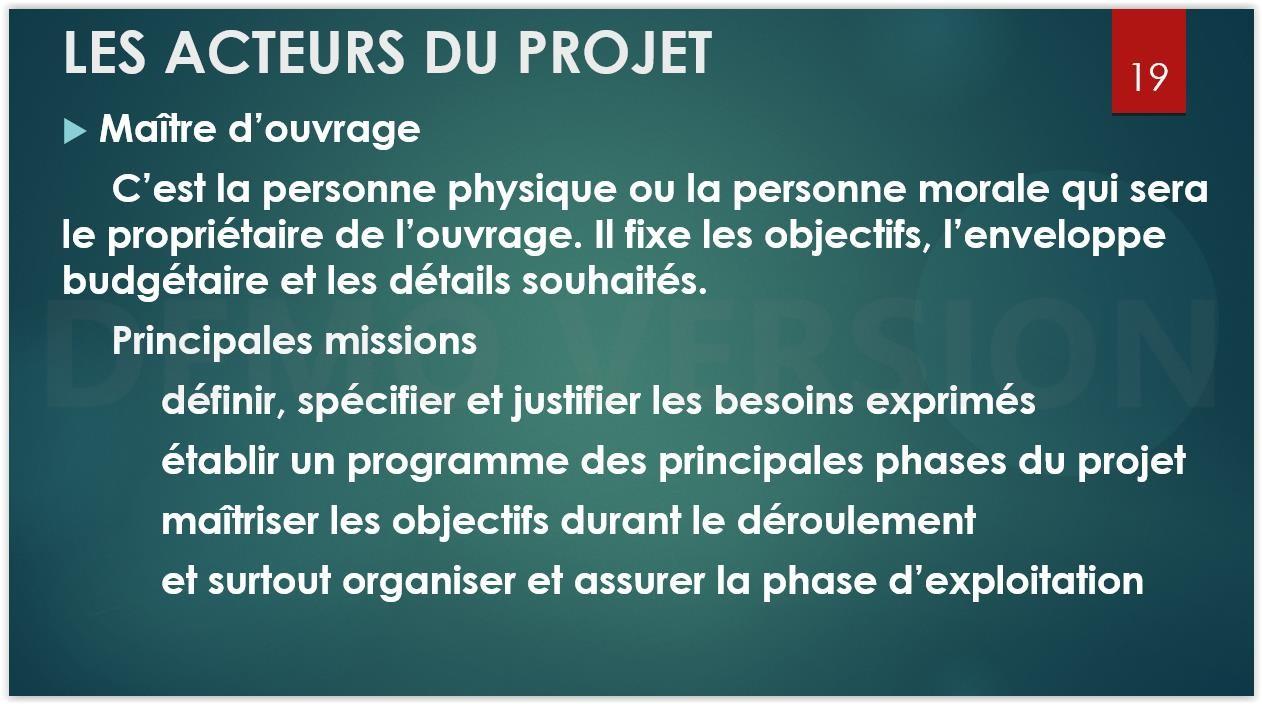 LES ACTEURS DU PROJET
19
Maître d’ouvrage
C’est la personne physique ou la personne morale qui sera
le propriétaire de l’ouvrage. Il fixe les objectifs, l’enveloppe
budgétaire et les détails souhaités.
DEMO VERSION
Principales missions
définir, spécifier et justifier les besoins exprimés
établir un programme des principales phases du projet
maîtriser les objectifs durant le déroulement
et surtout organiser et assurer la phase d’exploitation